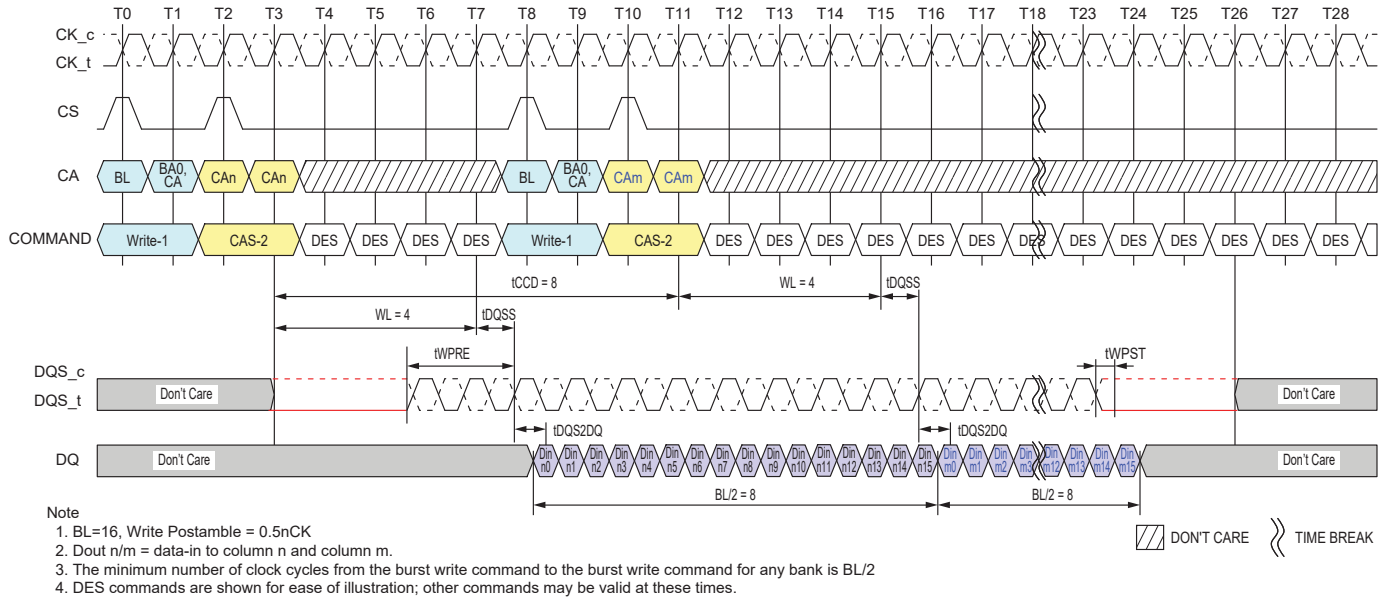 T0 T1 T2 T3 T4 T5 T6 T7 T8 T9 T10 T11 T12 T13 T14 T15 T16 T17 T18 T23 T24 T25 T26 T27 T28
CK_c
CK_t
CS
CA BL BA0, CA CAn CAn BL BA0, CA CAm CAm
COMMAND Write-1 CAS-2 DES DES DES DES Write-1 CAS-2 DES DES DES DES DES DES DES DES DES DES DES DES DES
tCCD = 8 WL = 4 tDQSS
WL = 4 tDQSS
tWPRE tWPST
DQS_c
DQS_t
Don't Care Don't Care
tDQS2DQ tDQS2DQ
DQ Don't Care Din n0 Din n1 Din n2 Din n3 Din n4 Din n5 Din n6 Din n7 Din n8 Din n9 Din n10 Din n11 Din n12 Din n13 Din n14 Din n15 Din m0 Din m1 Din m2 Din m3 Din m12 Din m13 Din m14 Din m15 Don't Care
BL/2 = 8 BL/2 = 8
Note
1. BL=16, Write Postamble = 0.5nCK
2. Dout n/m = data-in to column n and column m.
3. The minimum number of clock cycles from the burst write command to the burst write command for any bank is BL/2
4. DES commands are shown for ease of illustration; other commands may be valid at these times.
DON'T CARE TIME BREAK